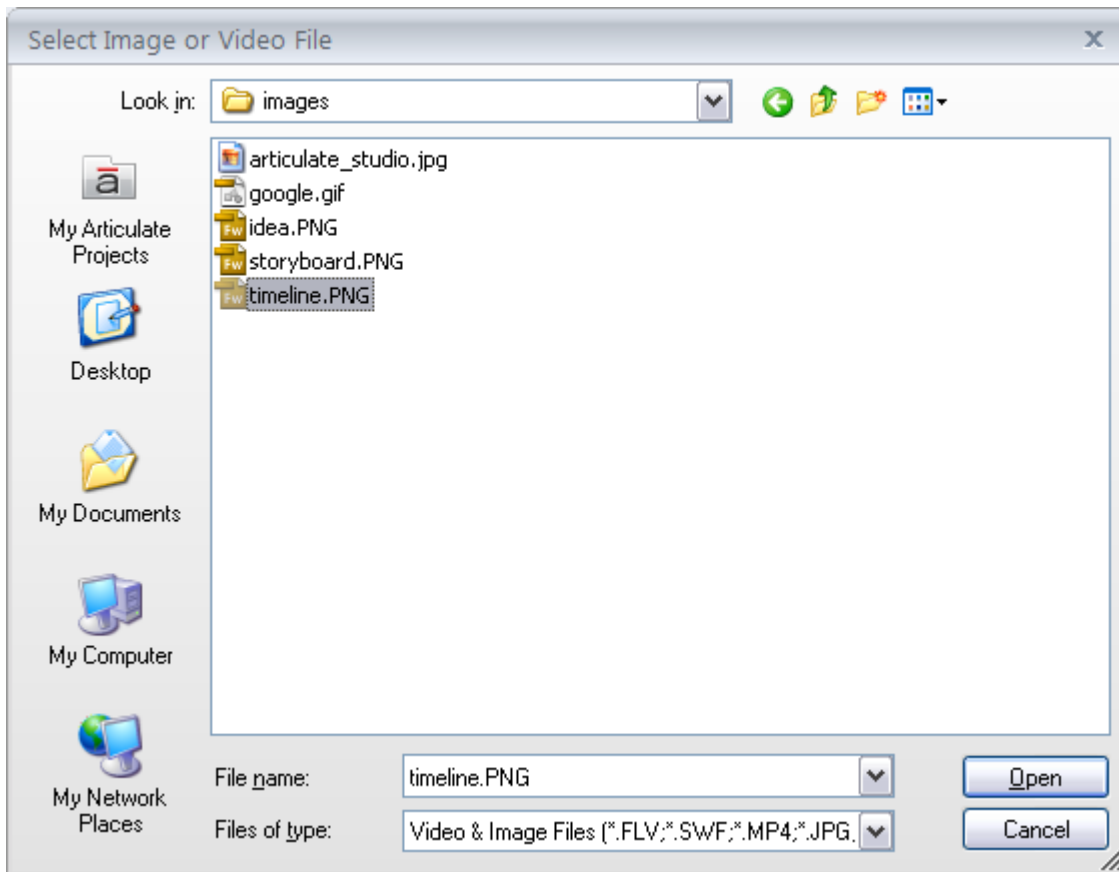 Select Image or Video File
Look in:
images
articulate_studio.jpg
google.gif
idea.PNG
storyboard.PNG
timeline.PNG
My Articulate
Projects
Desktop
My Documents
My Computer
My Network
Places
File name:
timeline.PNG
Open
Files of type:
Video & Image Files (*.FLV;*.SWF;*.MP4;*.JPG,
Cancel